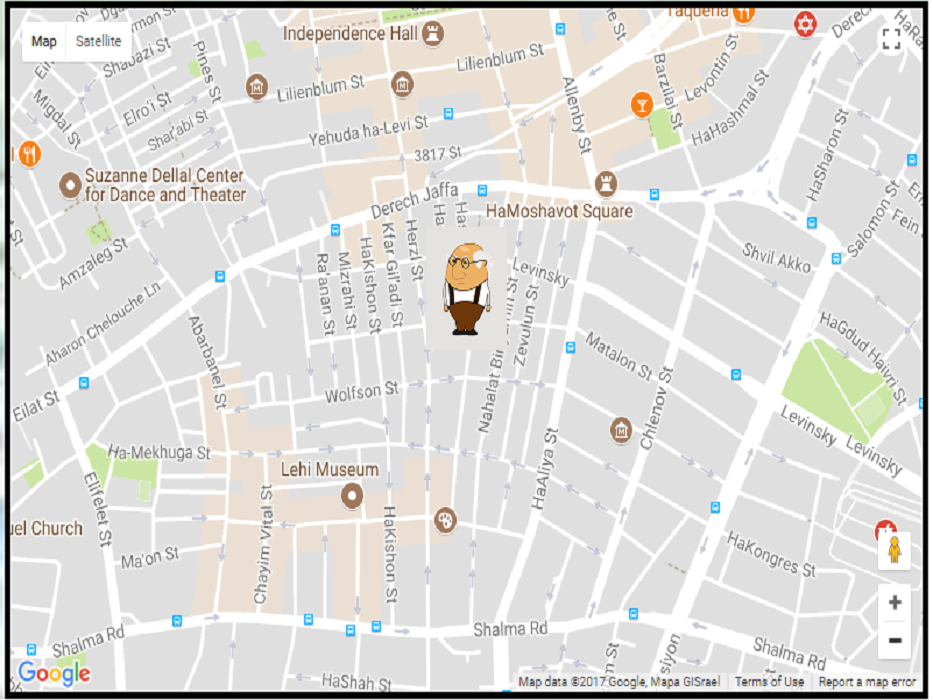 Map
Satellite
Independence Hall
Taqueria
Lilienblum St
Lilienblum St
Pines St
Shabazi St
Migdal St
Elro'i St
Shar'abi St
Yehuda ha-Levi St
3817 St
Allenby St
Barzilai St
Levontin St
HaHashmal St
HaSharon St
Salomon St
Fein
Suzanne Dellal Center
for Dance and Theater
Derech Jaffa
HaMoshavot Square
Amzaleg St
Aharon Chelouche Ln
Ra'anan St
Mizrahi St
HaKishon St
Kfar Gil'adi St
Herzl St
Levinsky
Zevulun St
Shvil Akko
Abarbanel St
Eilat St
Wolfson St
Matalon St
Chlenov St
HaGdud HaIvri St
Levinsky
Levinsky
Ha-Mekhuga St
Lehi Museum
HaAliya St
Elifelet St
uel Church
Ma'on St
Chayim Vital St
HaKishon St
HaKongres St
Shalma Rd
Shalma Rd
Shalma Rd
HaShah St
siyon
n St
+
−
Google
Map data ©2017 Google, Mapa GISrael
Terms of Use
Report a map error